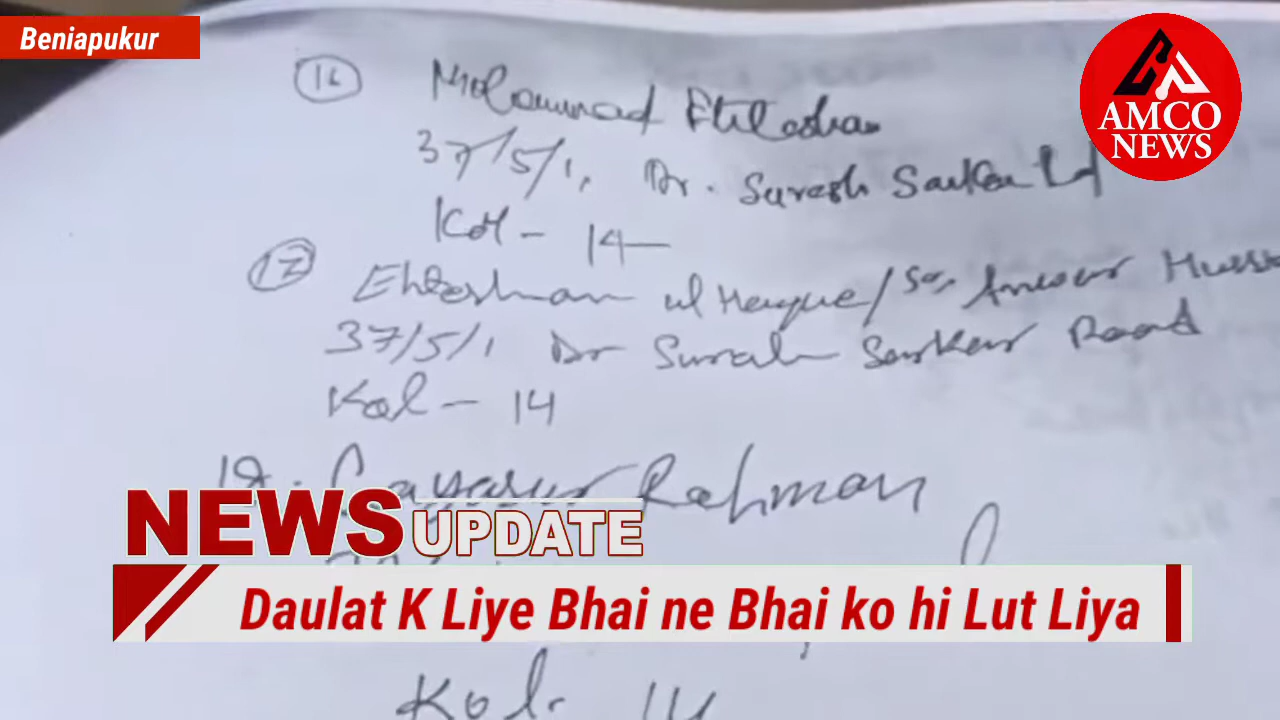 Beniapukur
AMCO
NEWS
16
Mohammad Ehtesham
37/5/1, Dr. Suresh Sarkar Rd
Kol - 14
17
Ehtesham ul Haque / So, Anwar
37/5/1 Dr Suresh Sarkar Road
Kol - 14
Rahman
NEWS UPDATE
Daulat K Liye Bhai ne Bhai ko hi Lut Liya
Kol. 14